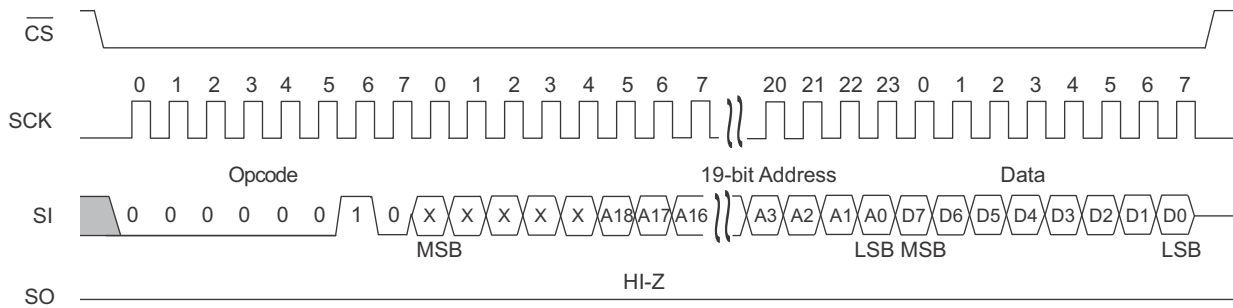 CS
0 1 2 3 4 5 6 7 0 1 2 3 4 5 6 7 20 21 22 23 0 1 2 3 4 5 6 7
SCK
Opcode 19-bit Address Data
SI 0 0 0 0 0 0 1 0 X X X X X A18 A17 A16 A3 A2 A1 A0 D7 D6 D5 D4 D3 D2 D1 D0
MSB LSB MSB LSB
HI-Z
SO